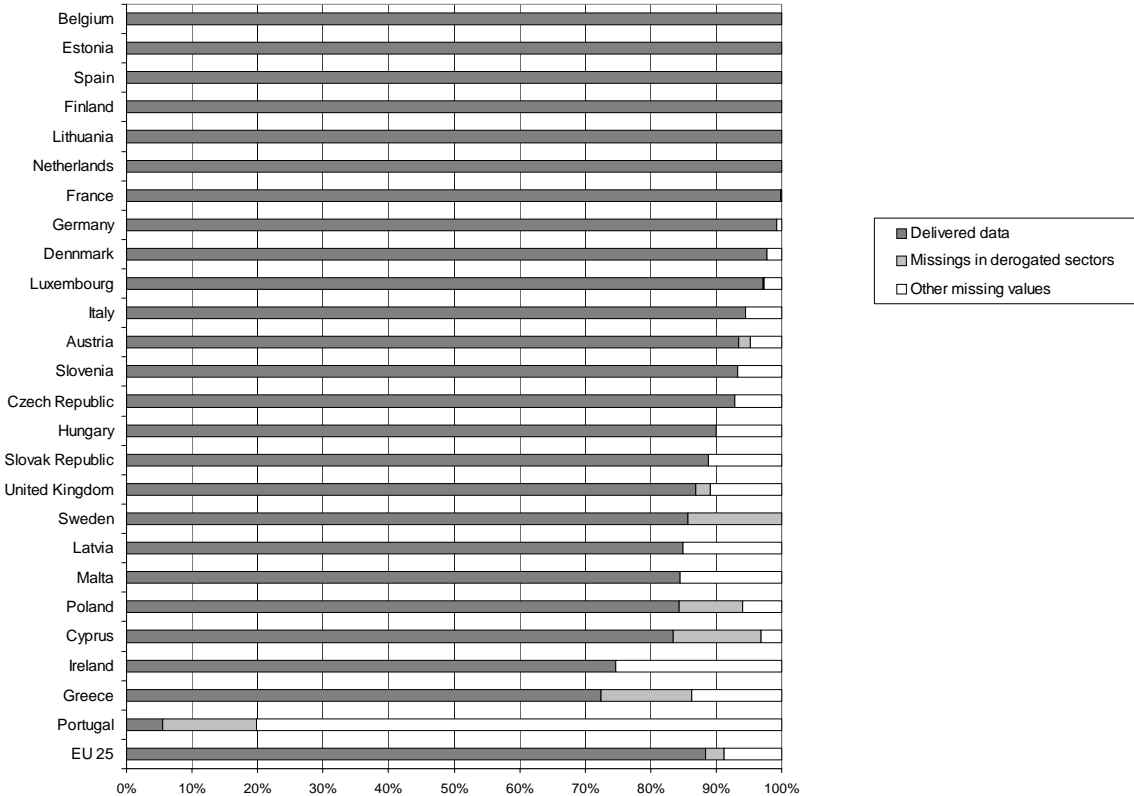 Belgium
Estonia
Spain
Finland
Lithuania
Netherlands
France
Germany
Dennmark
Luxembourg
Italy
Austria
Slovenia
Czech Republic
Hungary
Slovak Republic
United Kingdom
Sweden
Latvia
Malta
Poland
Cyprus
Ireland
Greece
Portugal
EU 25
0% 10% 20% 30% 40% 50% 60% 70% 80% 90% 100%
Delivered data
Missings in derogated sectors
Other missing values